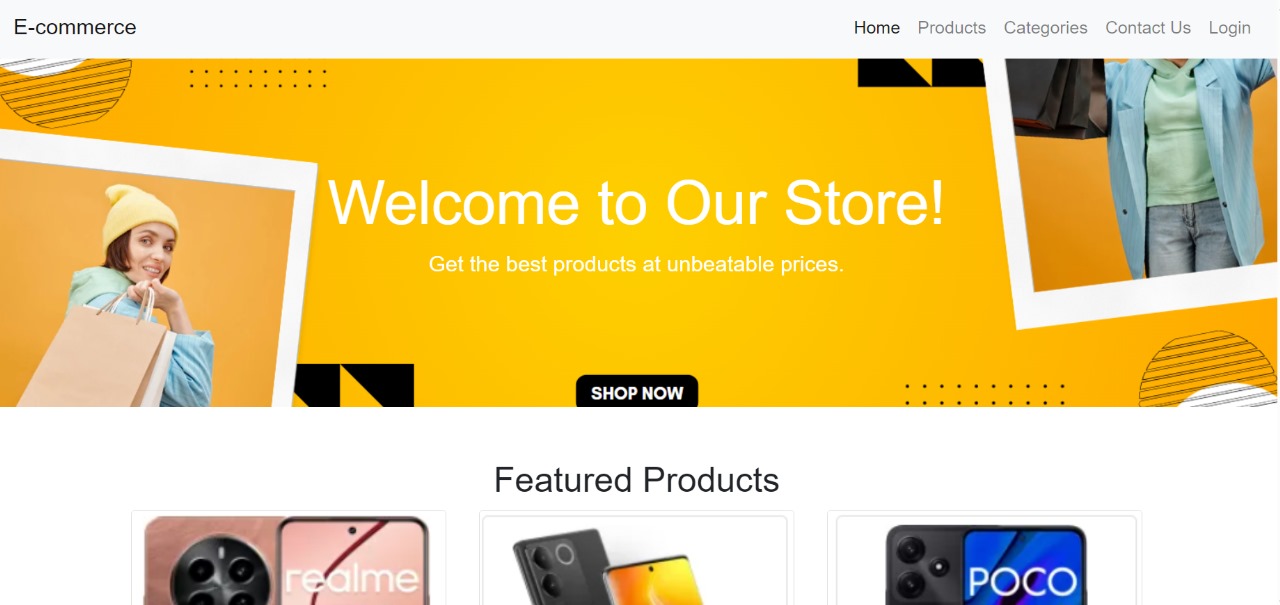 E-commerce
Home Products Categories Contact Us Login
Welcome to Our Store!
Get the best products at unbeatable prices.
SHOP NOW
Featured Products
realme
POCO